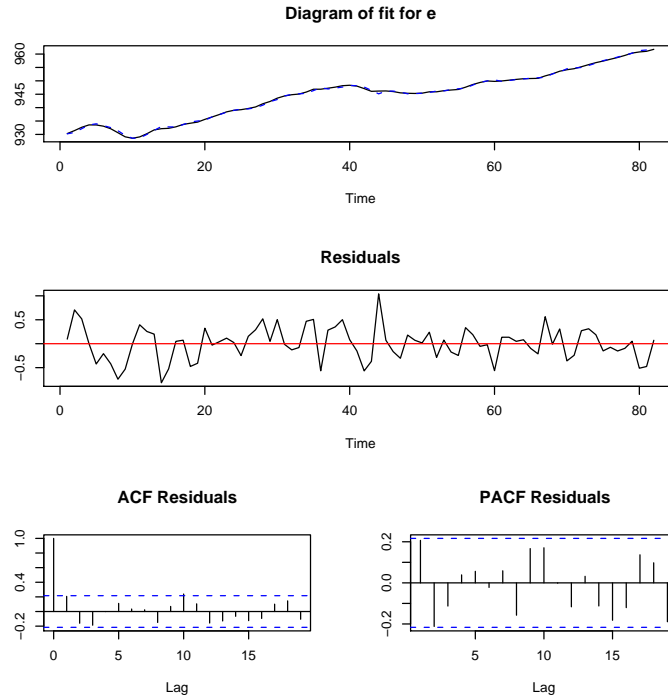 Diagram of fit for e
960
945
930
0 20 40 60 80
Time
Residuals
0.5
−0.5
0 20 40 60 80
Time
ACF Residuals
1.0
0.4
−0.2
0 5 10 15
Lag
PACF Residuals
0.2
0.0
−0.2
5 10 15
Lag